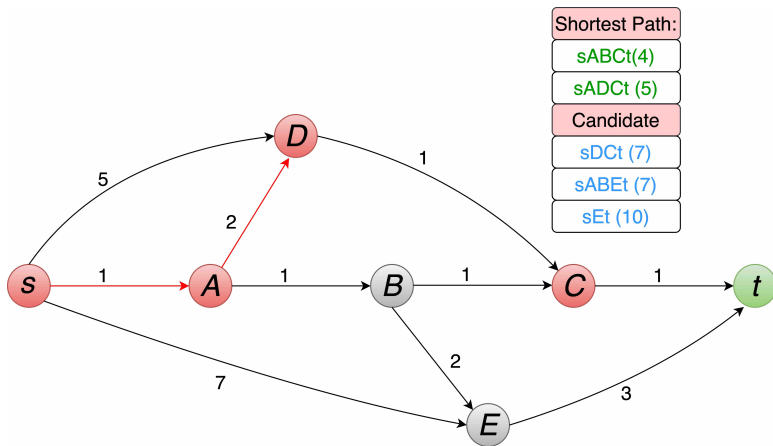 Shortest Path:
sABCt(4)
sADCt (5)
Candidate
sDCt (7)
sABEt (7)
sEt (10)
D
1
5
2
s
1
A
1
B
1
C
1
t
2
7
3
E